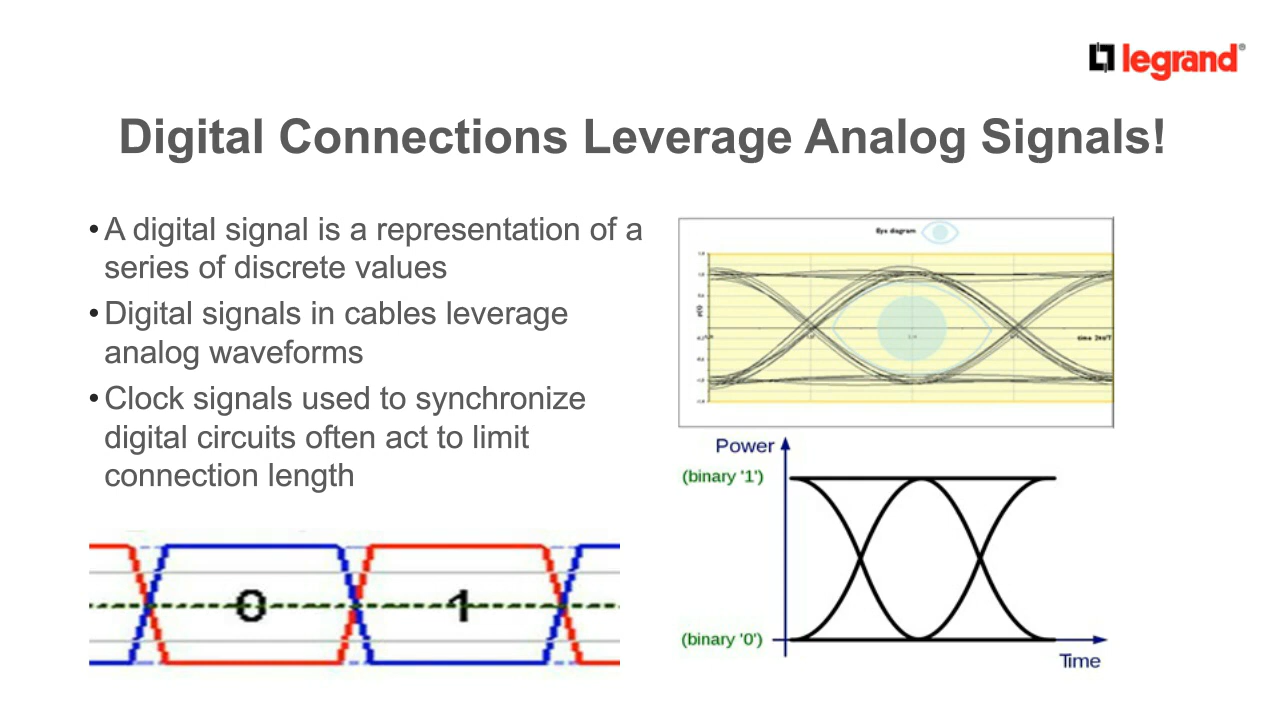 legrand®
Digital Connections Leverage Analog Signals!
• A digital signal is a representation of a
series of discrete values
• Digital signals in cables leverage
analog waveforms
• Clock signals used to synchronize
digital circuits often act to limit
connection length
Eye diagram
time 2πt/T
Power
(binary '1')
(binary '0')
Time
0 1